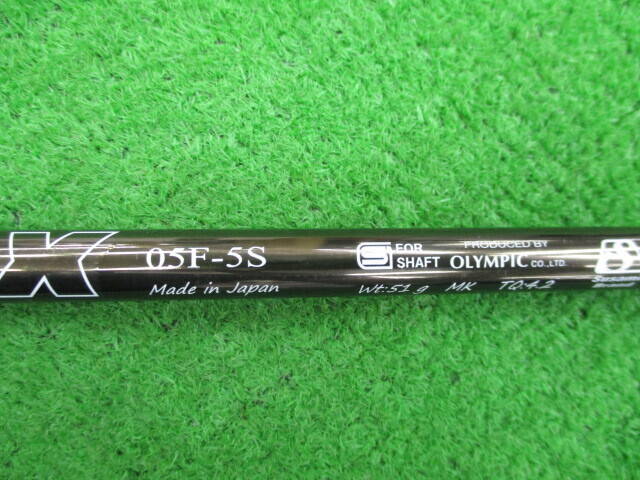 X 05F-5S
Made in Japan
S FOR SHAFT
PRODUCED BY
OLYMPIC CO.,LTD.
Wt:51 g MK TQ:4.2